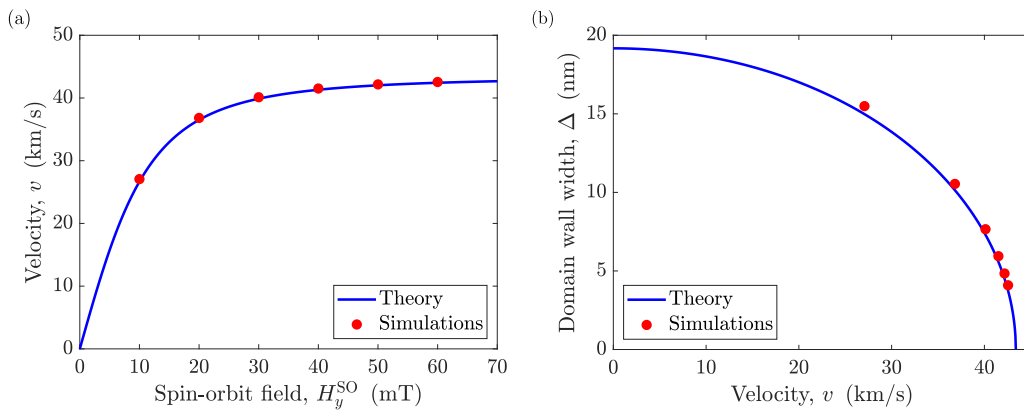 (a)
Velocity, v (km/s)
50
40
30
20
10
0
Theory
Simulations
0 10 20 30 40 50 60 70
Spin-orbit field, H_y^SO (mT)
(b)
Domain wall width, Δ (nm)
20
15
10
5
0
Theory
Simulations
0 10 20 30 40
Velocity, v (km/s)